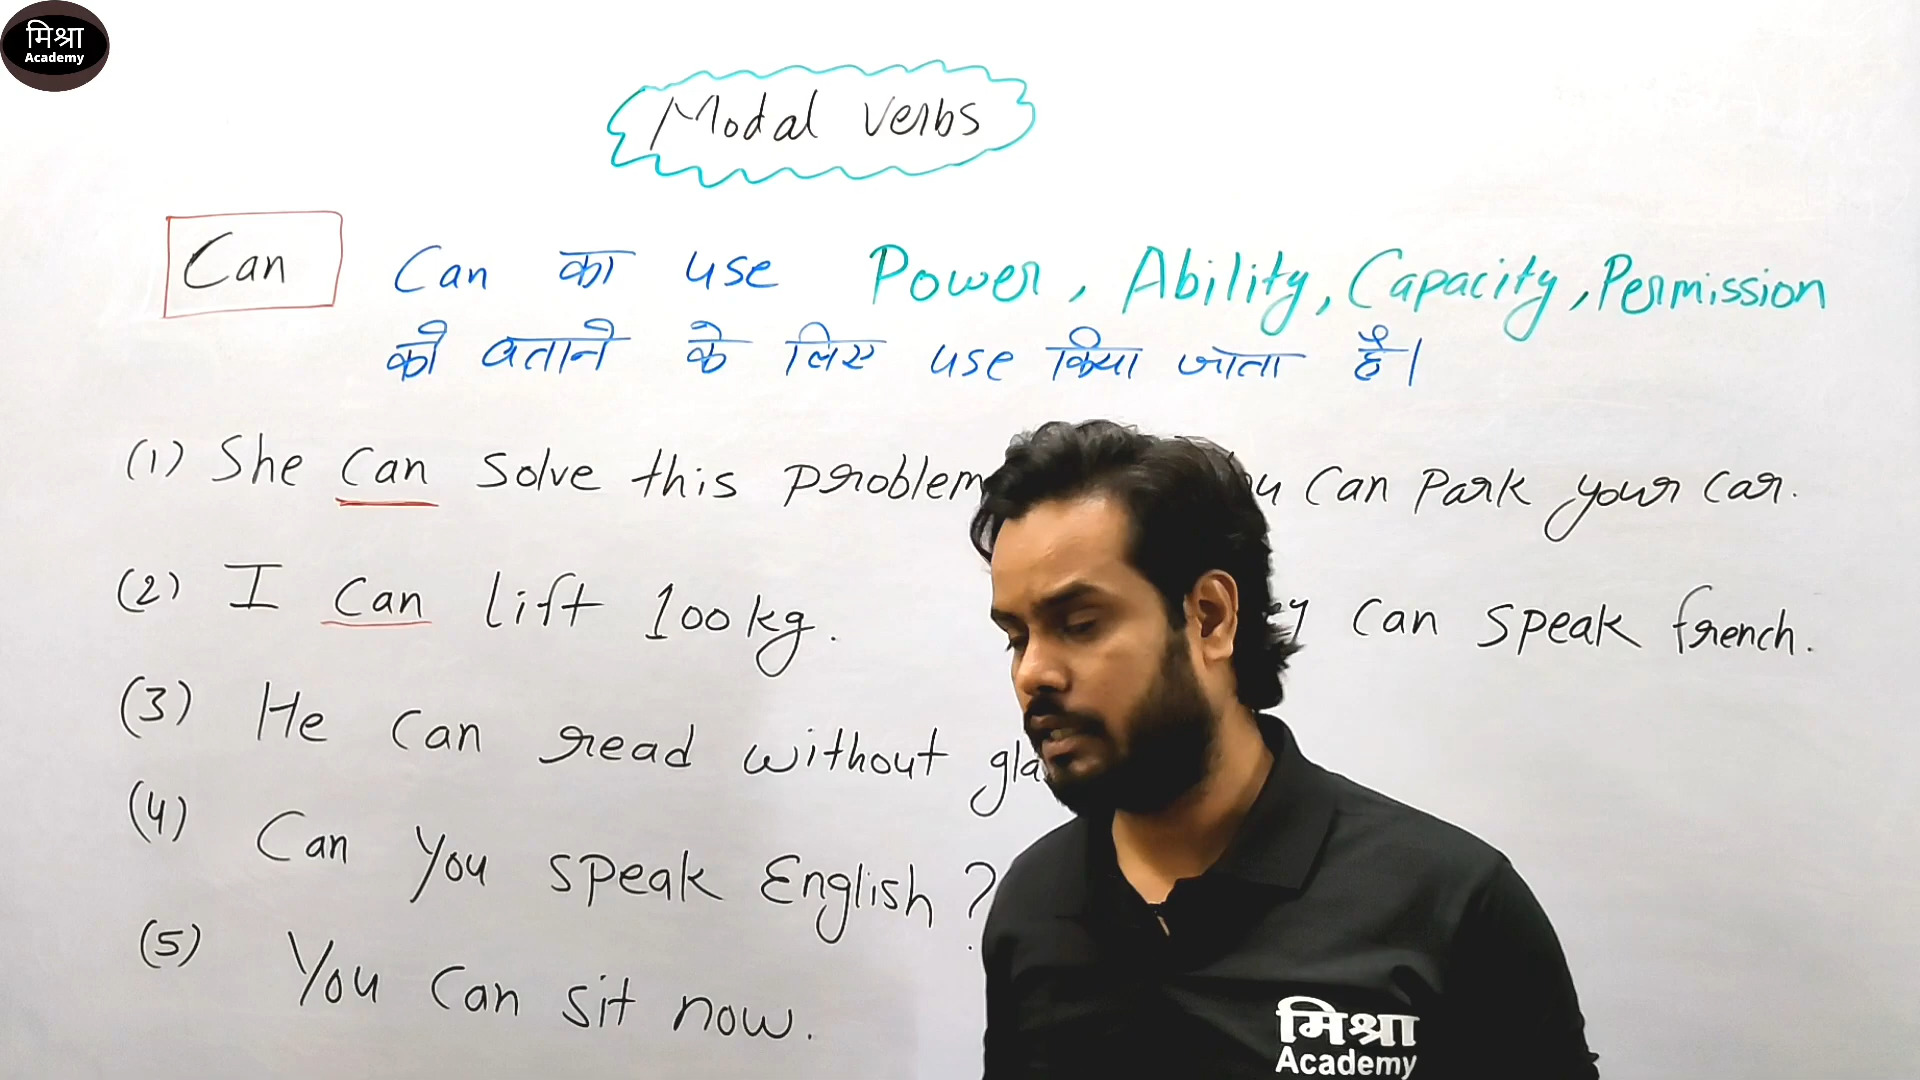 मिश्रा
Academy
Modal verbs
Can
Can का use Power, Ability, Capacity, Permission
को बताने के लिए use किया जाता है।
(1) She can solve this problem
can park your car.
(2) I can lift 100kg.
can speak french.
(3) He can read without
(4) Can you speak English?
(5) You can sit now.
मिश्रा
Academy